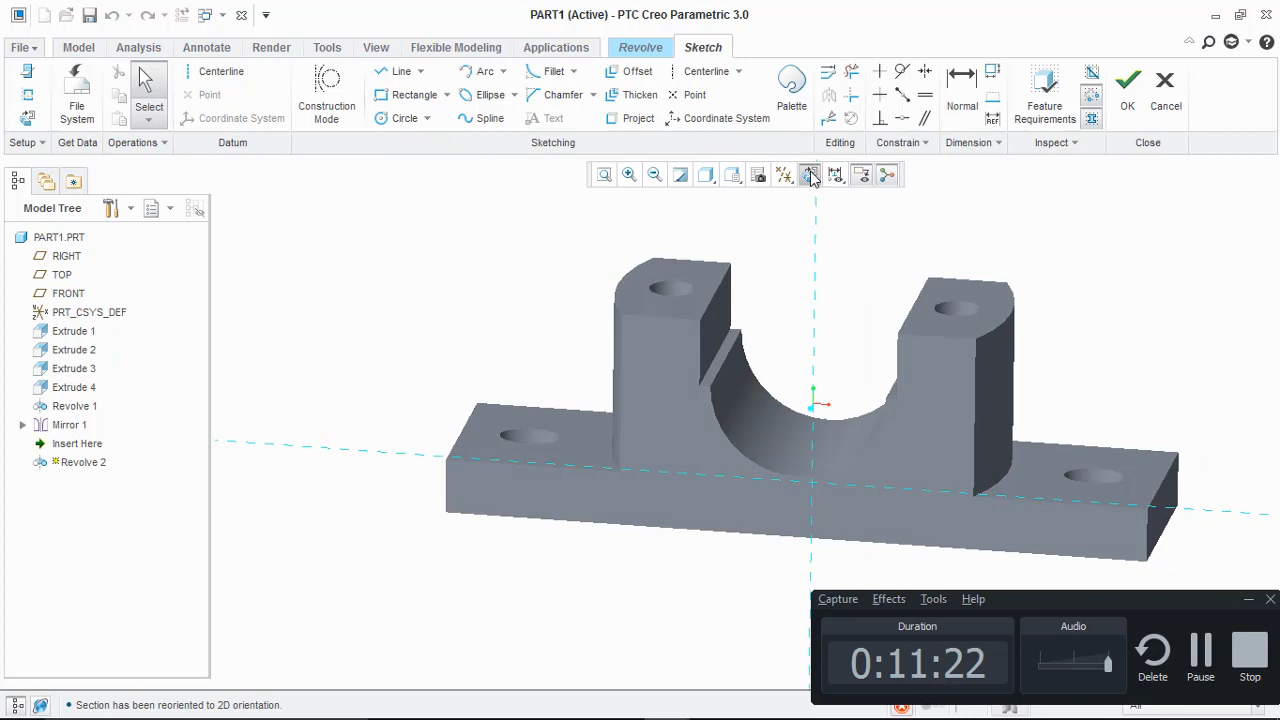 PART1 (Active) - PTC Creo Parametric 3.0
File Model Analysis Annotate Render Tools View Flexible Modeling Applications Revolve Sketch
Centerline Line Arc Fillet Offset Centerline
Point Rectangle Ellipse Chamfer Thicken Point
Coordinate System Circle Spline Text Project Coordinate System
File System Select Construction Mode Palette Normal Feature Requirements OK Cancel
Setup Get Data Operations Datum Sketching Editing Constrain Dimension Inspect Close
REF
Model Tree
PART1.PRT
RIGHT
TOP
FRONT
PRT_CSYS_DEF
Extrude 1
Extrude 2
Extrude 3
Extrude 4
Revolve 1
Mirror 1
Insert Here
Revolve 2
Capture Effects Tools Help
Duration Audio
0:11:22
Delete Pause Stop
• Section has been reoriented to 2D orientation.